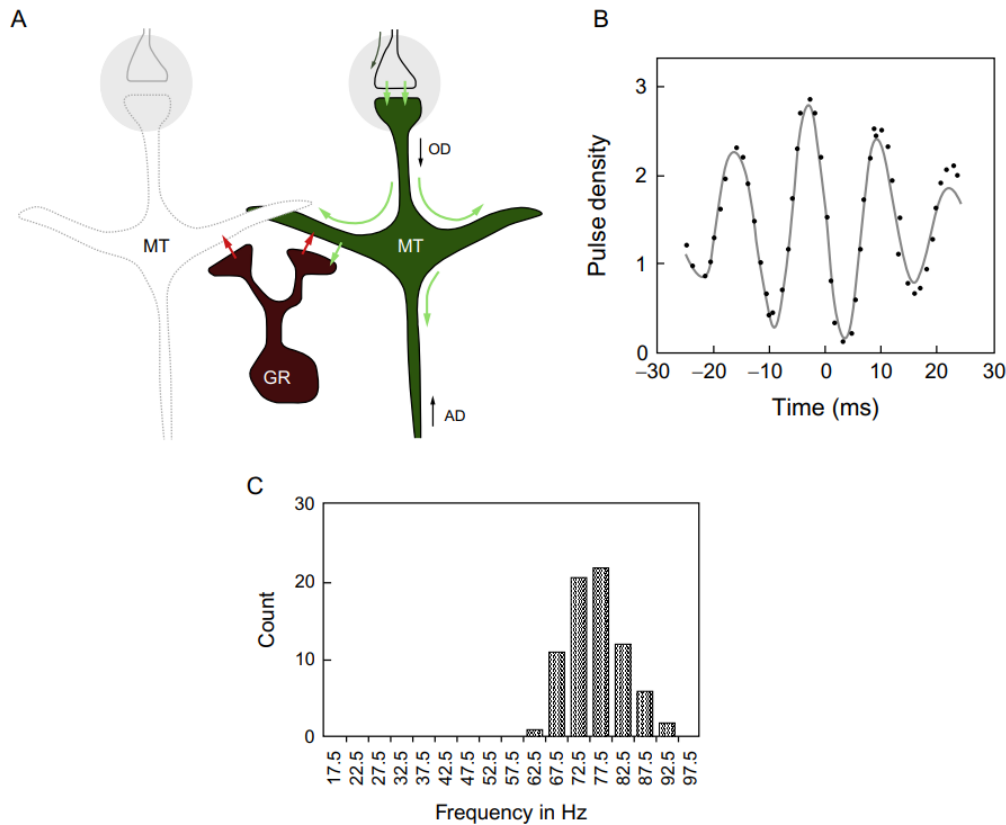 A
OD
MT
MT
GR
AD
B
Pulse density
3
2
1
0
−30 −20 −10 0 10 20 30
Time (ms)
C
Count
30
20
10
0
17.5 22.5 27.5 32.5 37.5 42.5 47.5 52.5 57.5 62.5 67.5 72.5 77.5 82.5 87.5 92.5 97.5
Frequency in Hz